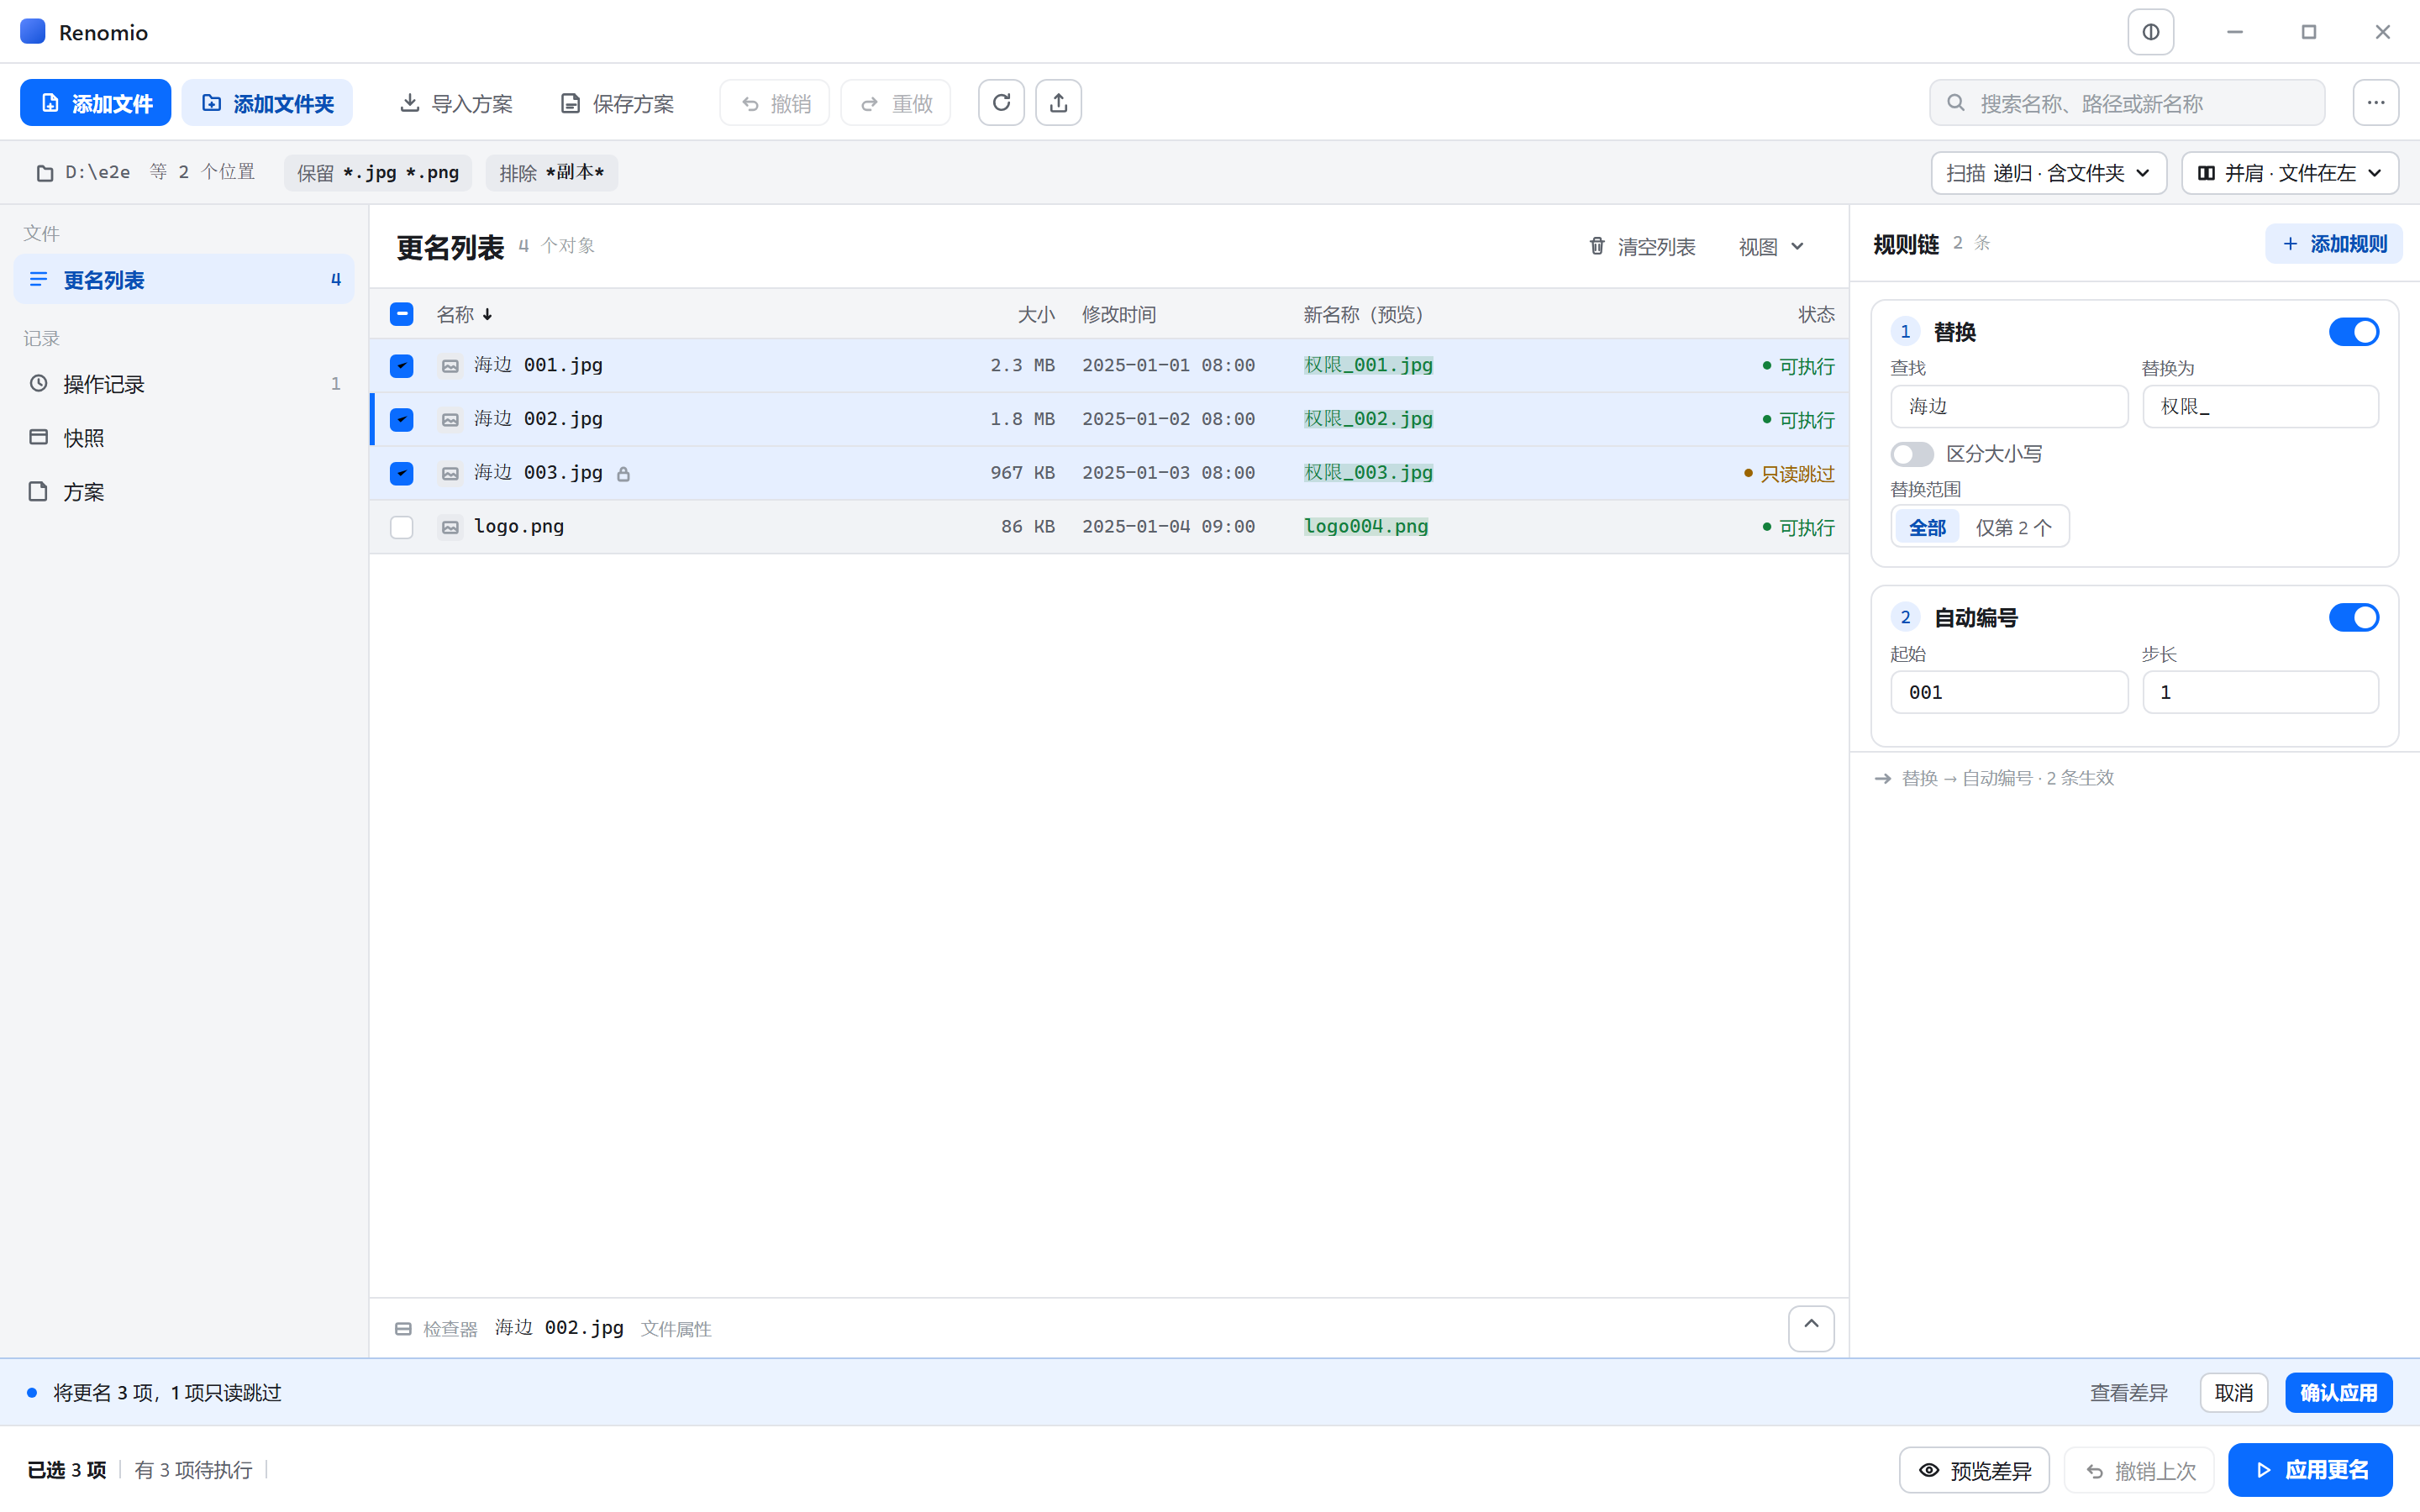 Renomio
添加文件 添加文件夹 导入方案 保存方案 撤销 重做 搜索名称、路径或新名称
D:\e2e 等 2 个位置 保留 *.jpg *.png 排除 *副本* 扫描 递归 · 含文件夹 并肩 · 文件在左
文件
更名列表 4
记录
操作记录 1
快照
方案
更名列表 4 个对象 清空列表 视图
名称 大小 修改时间 新名称（预览） 状态
海边 001.jpg 2.3 MB 2025-01-01 08:00 权限_001.jpg 可执行
海边 002.jpg 1.8 MB 2025-01-02 08:00 权限_002.jpg 可执行
海边 003.jpg 967 KB 2025-01-03 08:00 权限_003.jpg 只读跳过
logo.png 86 KB 2025-01-04 09:00 logo004.png 可执行
检查器 海边 002.jpg 文件属性
规则链 2 条 添加规则
1 替换
查找 替换为
海边 权限_
区分大小写
替换范围
全部 仅第 2 个
2 自动编号
起始 步长
001 1
替换 → 自动编号 · 2 条生效
将更名 3 项，1 项只读跳过 查看差异 取消 确认应用
已选 3 项 有 3 项待执行 预览差异 撤销上次 应用更名